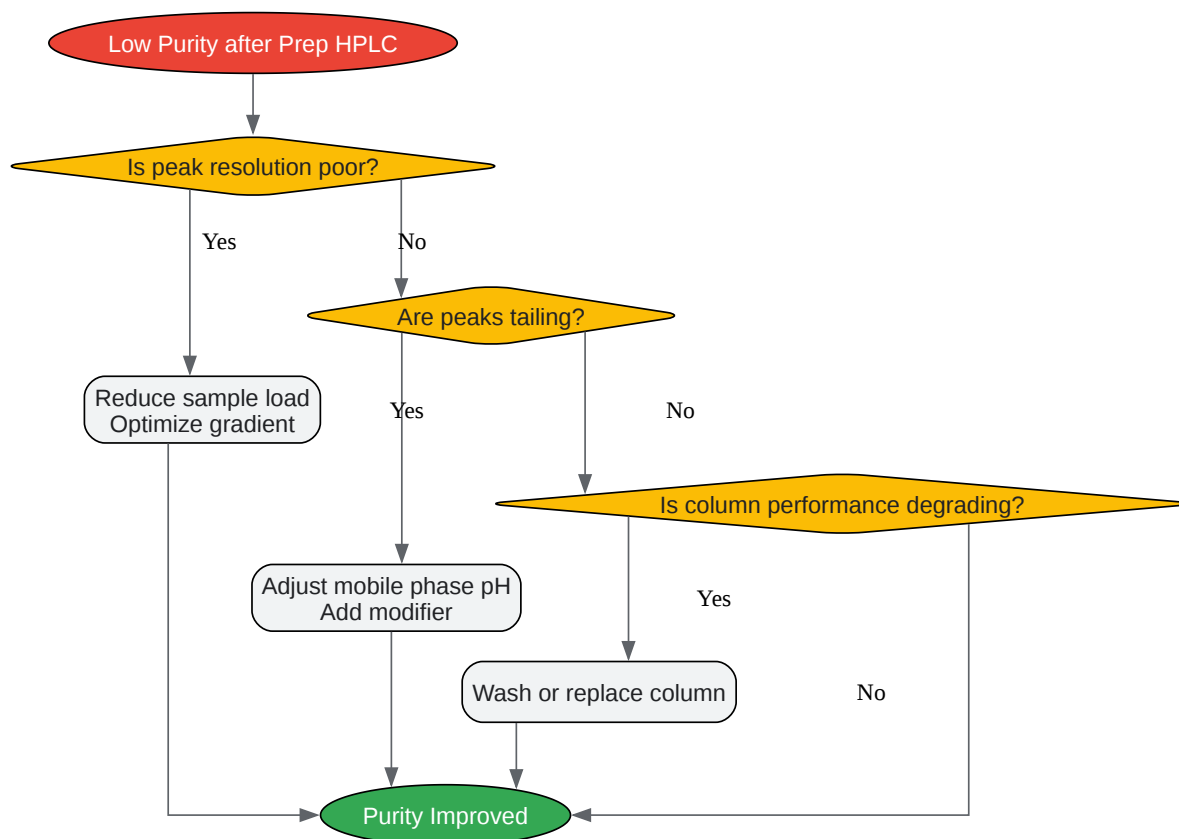 Low Purity after Prep HPLC
Is peak resolution poor?
Yes
No
Are peaks tailing?
Reduce sample load
Optimize gradient
Yes
No
Is column performance degrading?
Adjust mobile phase pH
Add modifier
Yes
Wash or replace column
No
Purity Improved